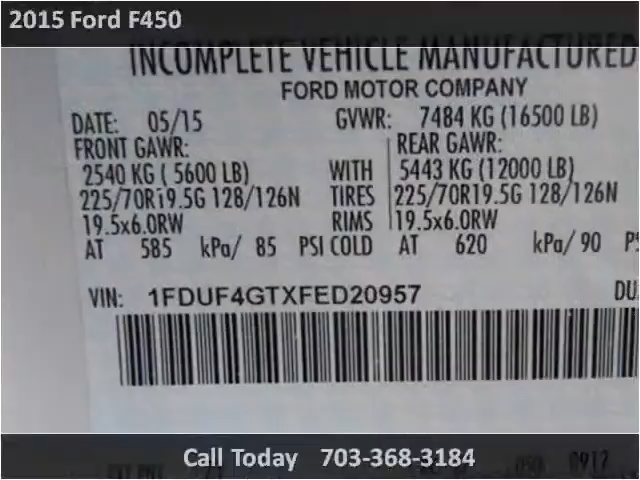 2015 Ford F450
INCOMPLETE VEHICLE MANUFACTURED
FORD MOTOR COMPANY
DATE: 05/15 GVWR: 7484 KG (16500 LB)
FRONT GAWR: REAR GAWR:
2540 KG ( 5600 LB) WITH 5443 KG (12000 LB)
225/70R19.5G 128/126N TIRES 225/70R19.5G 128/126N
19.5x6.0RW RIMS 19.5x6.0RW
AT 585 kPa/ 85 PSI COLD AT 620 kPa/ 90 PS
VIN: 1FDUF4GTXFED20957 DU
Call Today 703-368-3184